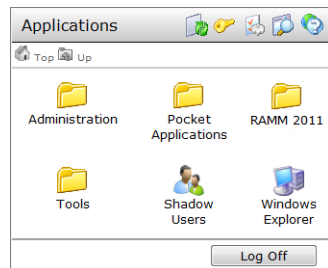 Applications
Top Up
Administration
Pocket
Applications
RAMM 2011
Tools
Shadow
Users
Windows
Explorer
Log Off